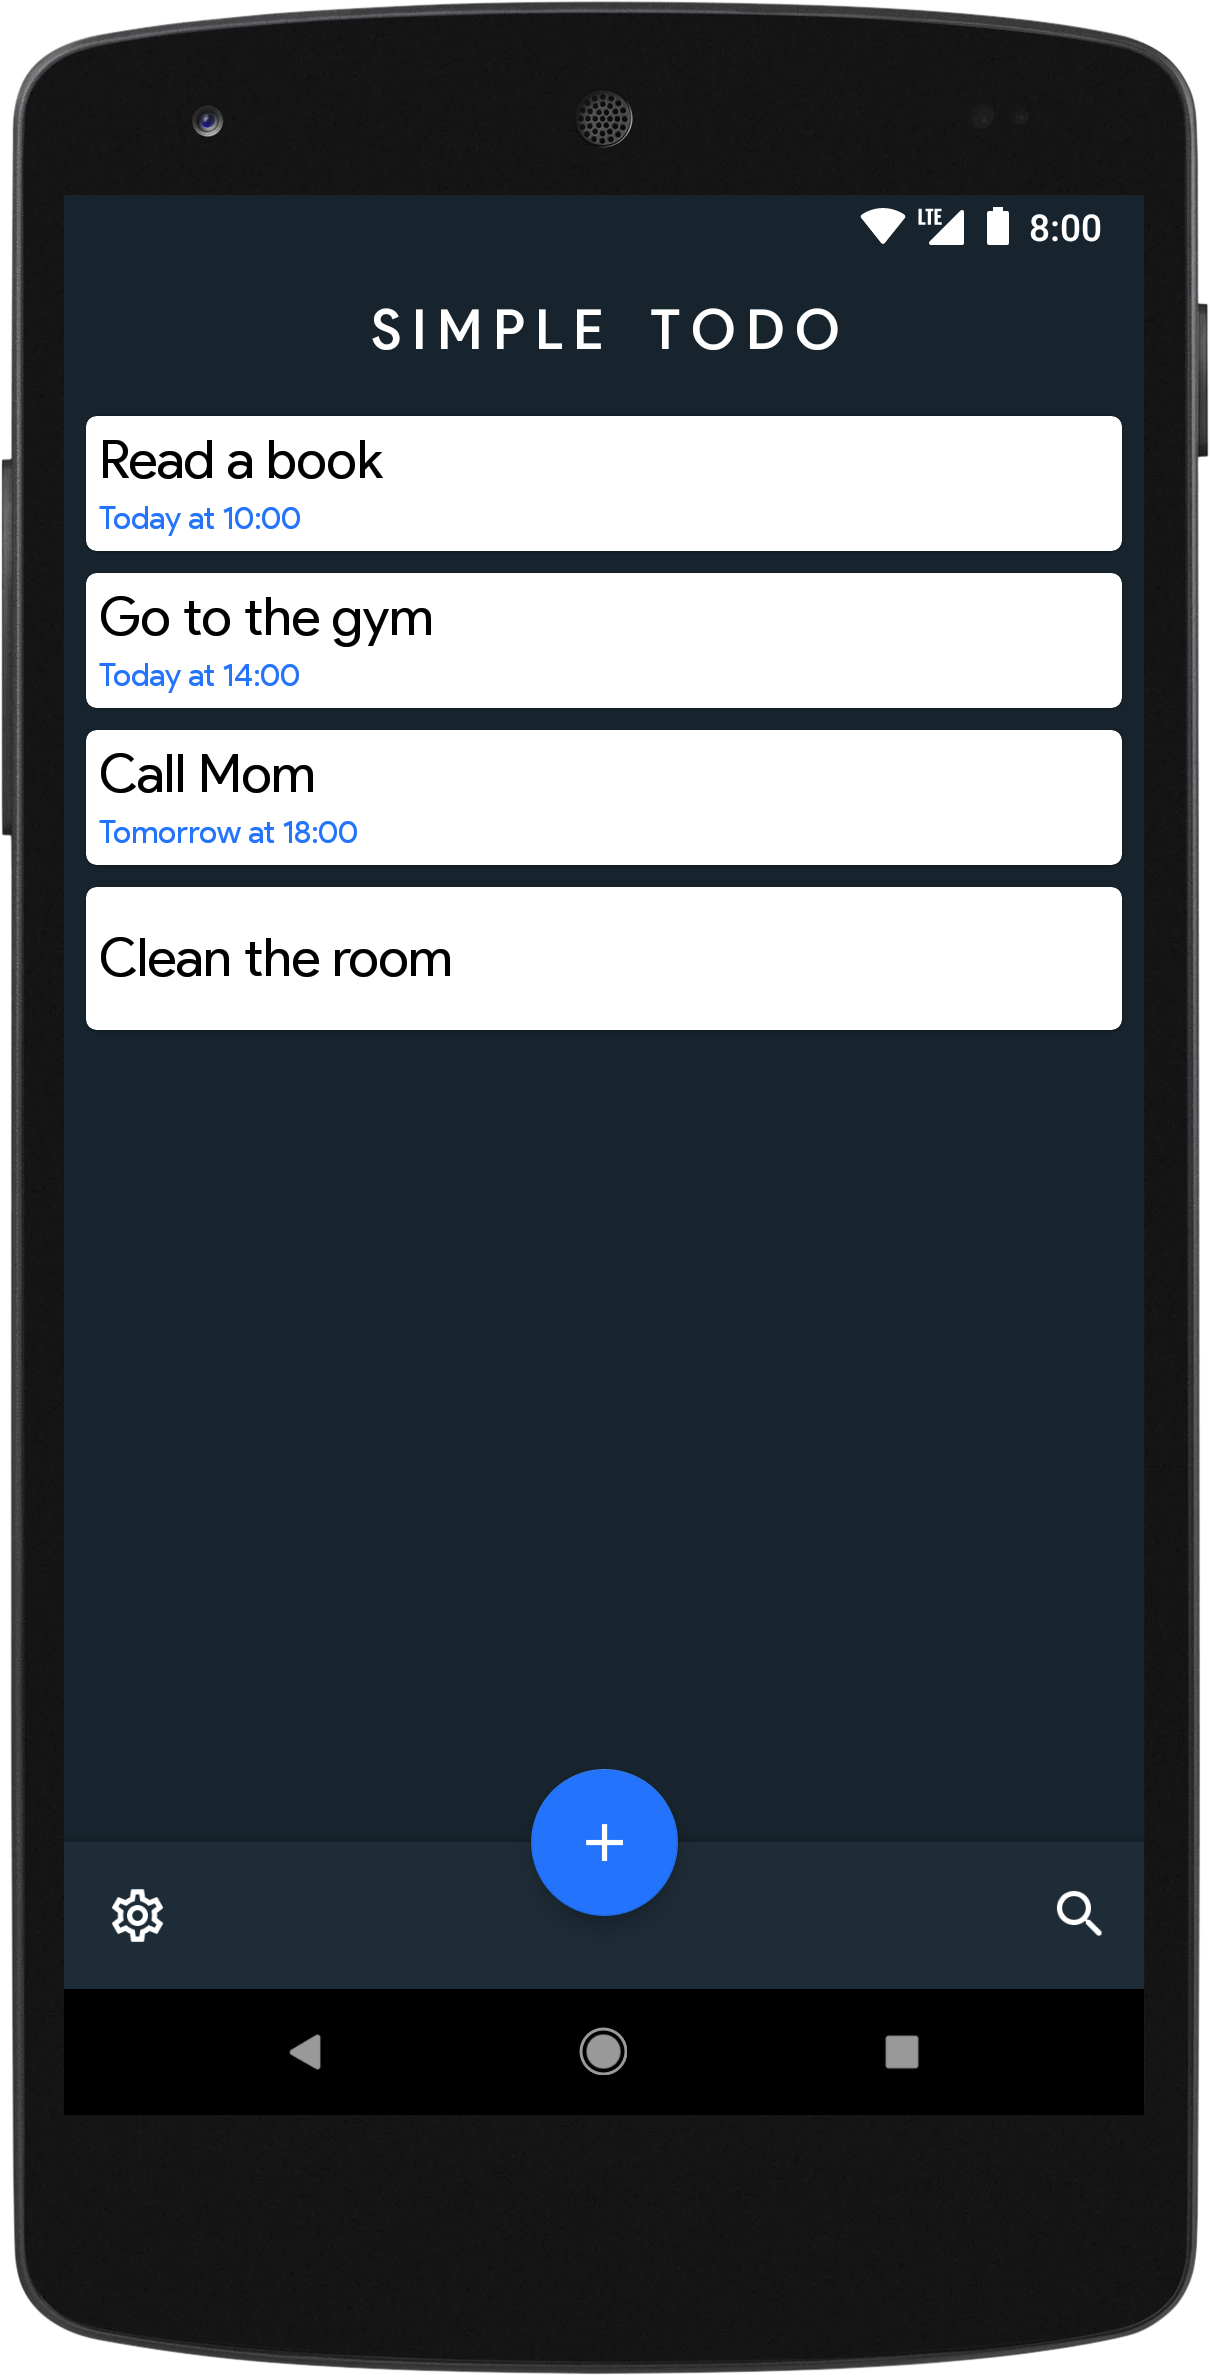 LTE 8:00
SIMPLE TODO
Read a book
Today at 10:00
Go to the gym
Today at 14:00
Call Mom
Tomorrow at 18:00
Clean the room